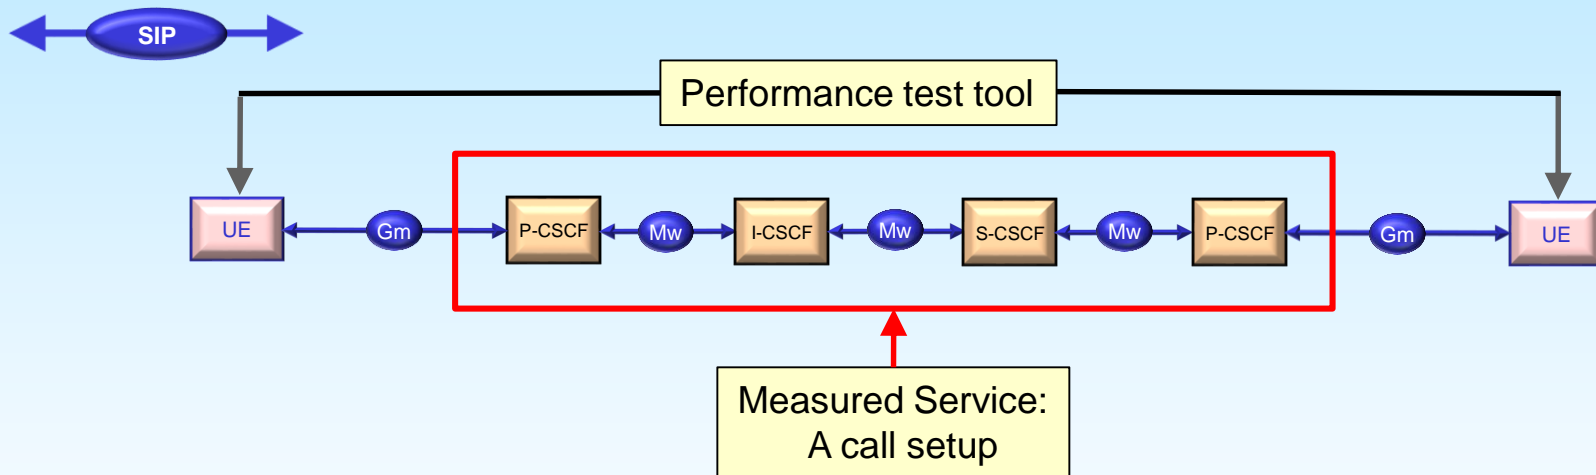 SIP
Performance test tool
UE
Gm
P-CSCF
Mw
I-CSCF
Mw
S-CSCF
Mw
P-CSCF
Gm
UE
Measured Service:
A call setup